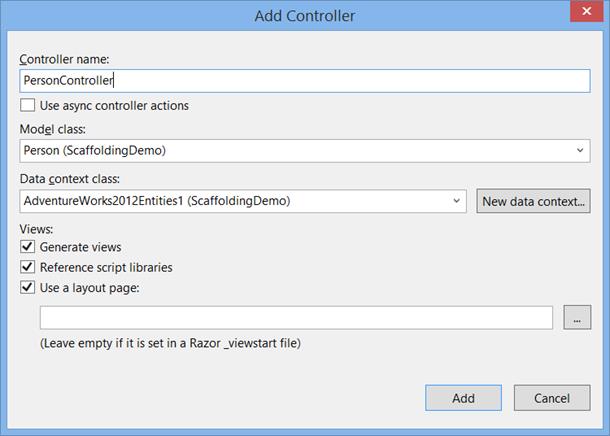 Add Controller
Controller name:
PersonController
Use async controller actions
Model class:
Person (ScaffoldingDemo)
Data context class:
AdventureWorks2012Entities1 (ScaffoldingDemo)
New data context...
Views:
Generate views
Reference script libraries
Use a layout page:
...
(Leave empty if it is set in a Razor _viewstart file)
Add
Cancel